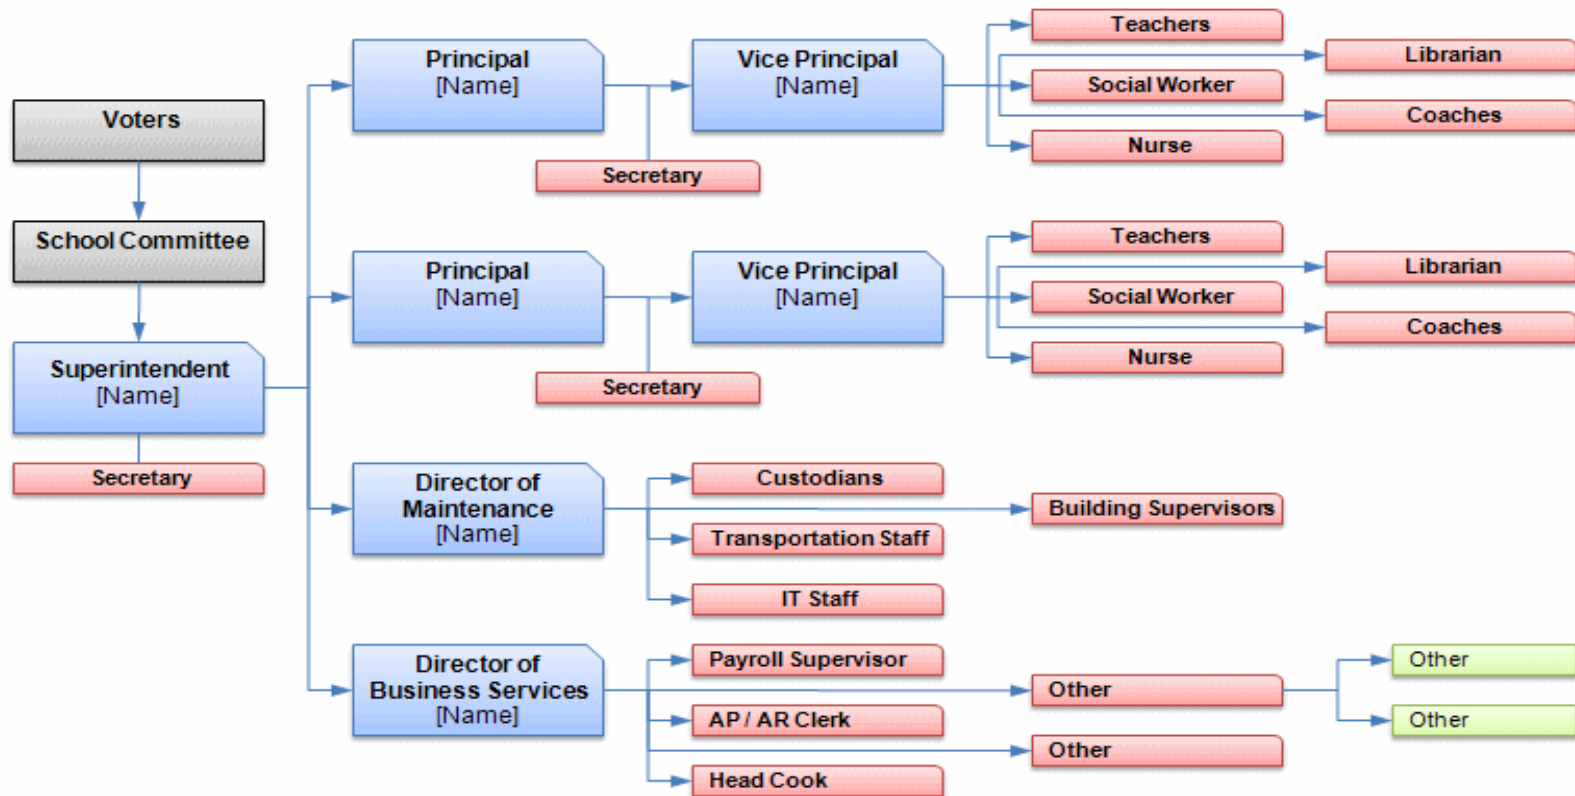 Voters
School Committee
Superintendent
[Name]
Secretary
Principal
[Name]
Secretary
Vice Principal
[Name]
Teachers
Librarian
Social Worker
Coaches
Nurse
Principal
[Name]
Secretary
Vice Principal
[Name]
Teachers
Librarian
Social Worker
Coaches
Nurse
Director of
Maintenance
[Name]
Custodians
Building Supervisors
Transportation Staff
IT Staff
Director of
Business Services
[Name]
Payroll Supervisor
Other
AP / AR Clerk
Other
Head Cook
Other
Other